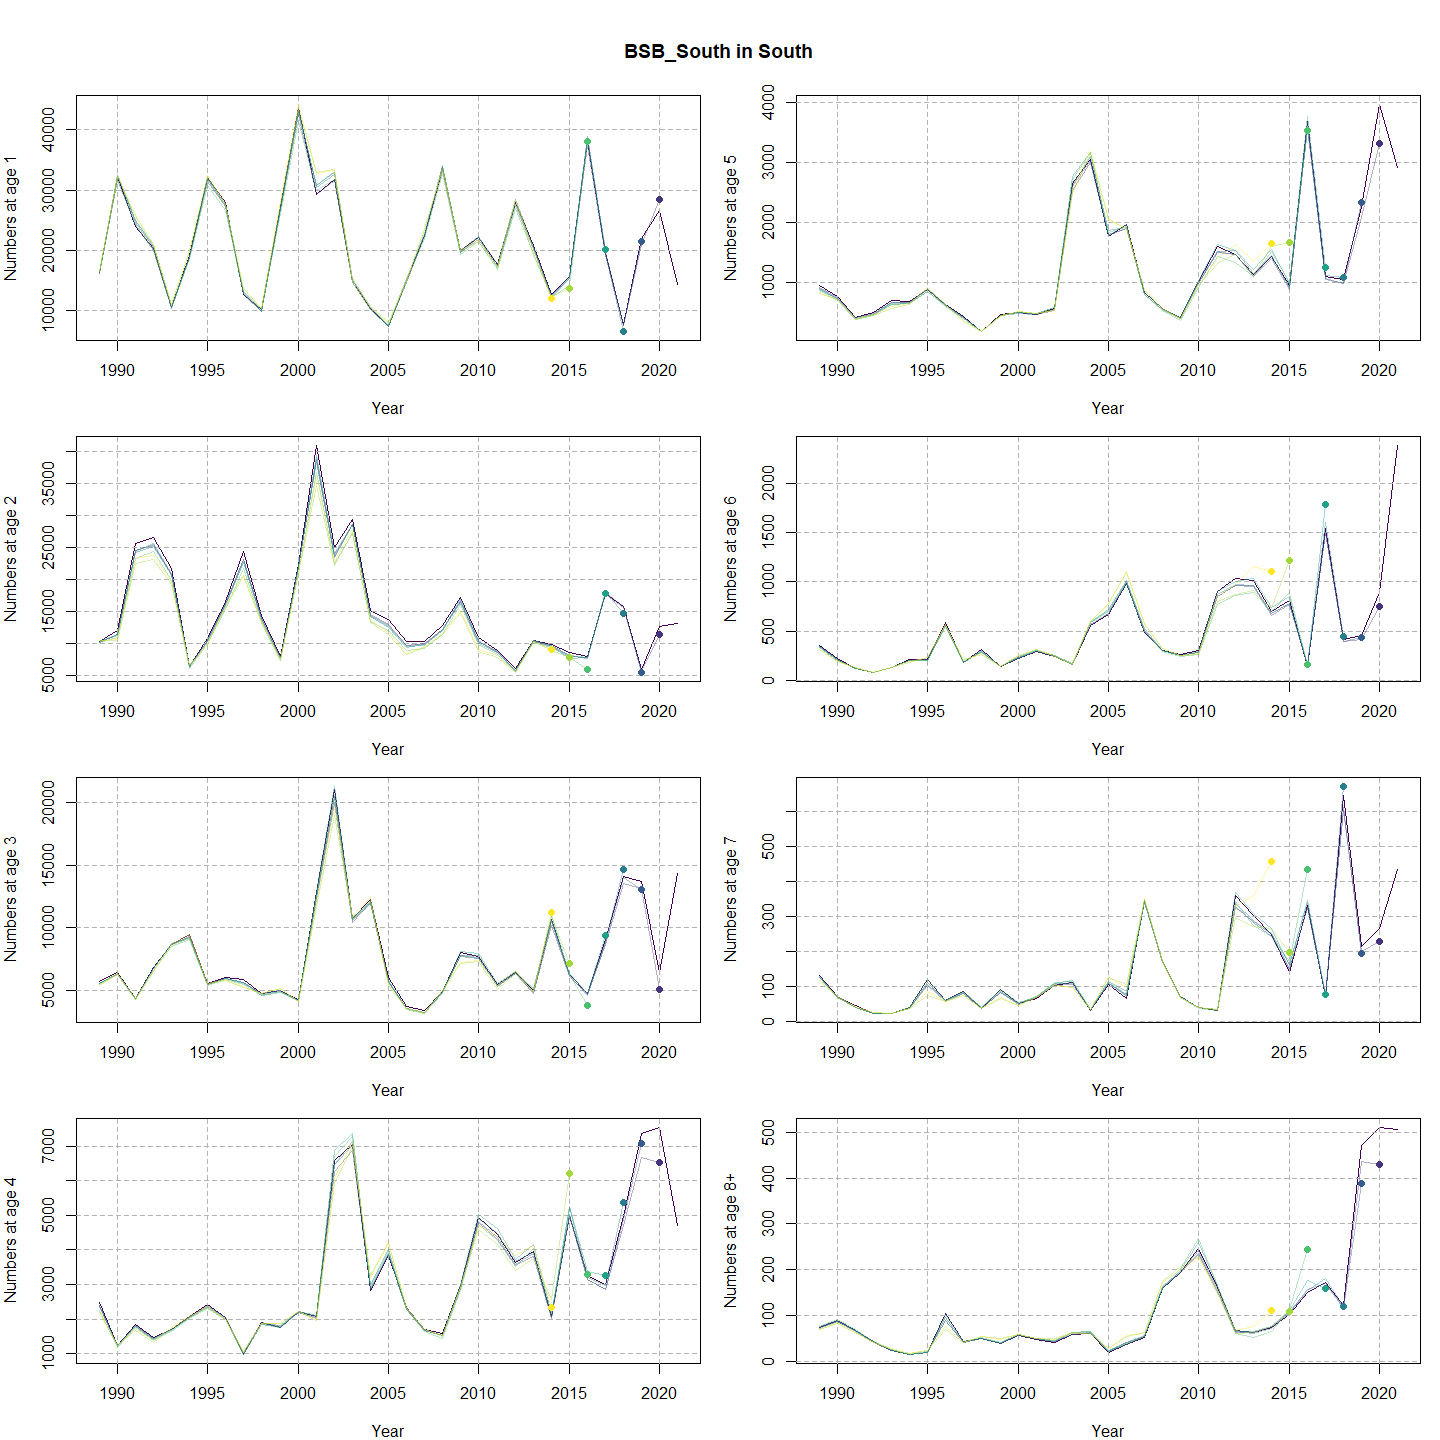 BSB_South in South
Numbers at age 1
10000 20000 30000 40000
1990 1995 2000 2005 2010 2015 2020
Year
Numbers at age 5
1000 2000 3000 4000
1990 1995 2000 2005 2010 2015 2020
Year
Numbers at age 2
5000 15000 25000 35000
1990 1995 2000 2005 2010 2015 2020
Year
Numbers at age 6
0 500 1000 1500 2000
1990 1995 2000 2005 2010 2015 2020
Year
Numbers at age 3
5000 10000 15000 20000
1990 1995 2000 2005 2010 2015 2020
Year
Numbers at age 7
0 100 300 500
1990 1995 2000 2005 2010 2015 2020
Year
Numbers at age 4
1000 3000 5000 7000
1990 1995 2000 2005 2010 2015 2020
Year
Numbers at age 8+
0 100 200 300 400 500
1990 1995 2000 2005 2010 2015 2020
Year